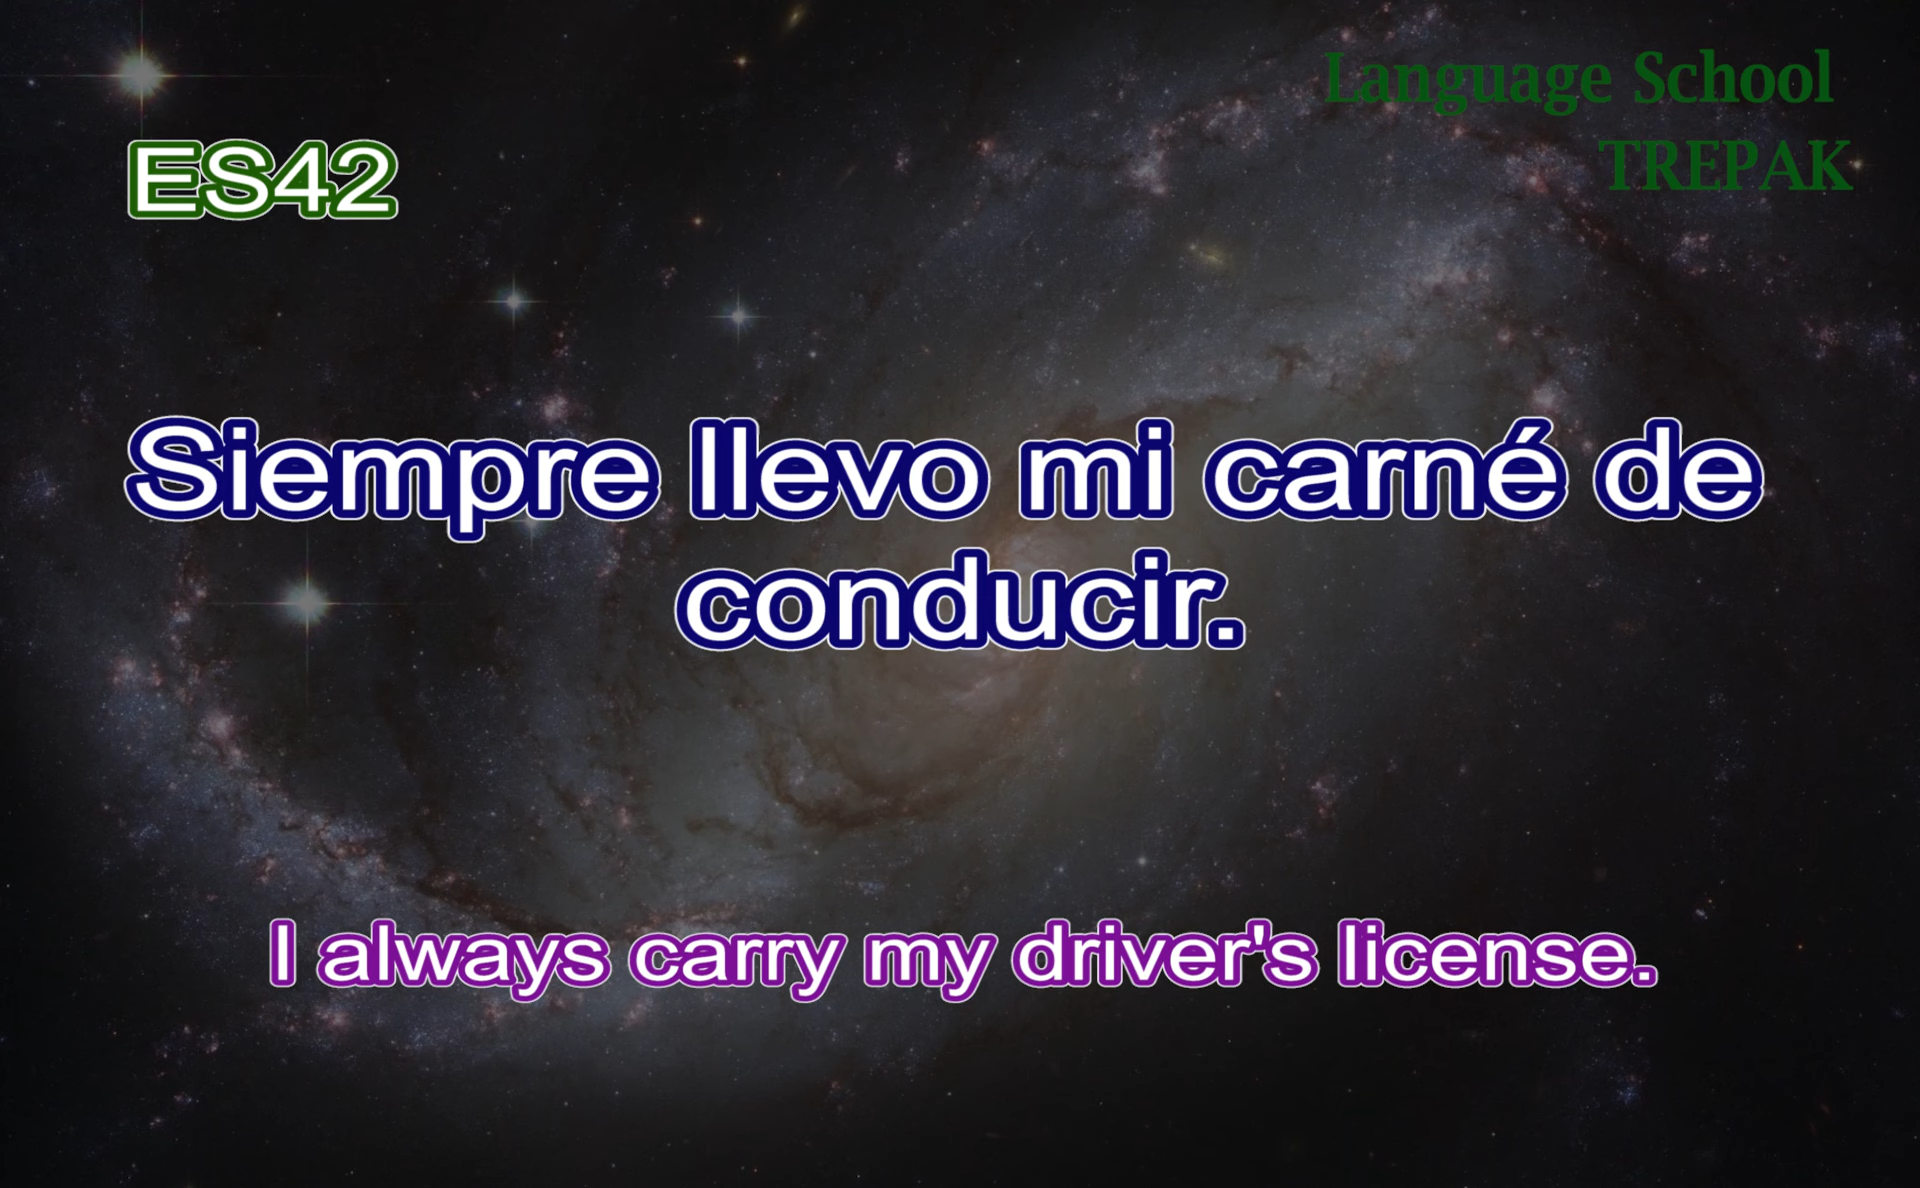 Language School
TREPAK
ES42
Siempre llevo mi carné de
conducir.
I always carry my driver's license.